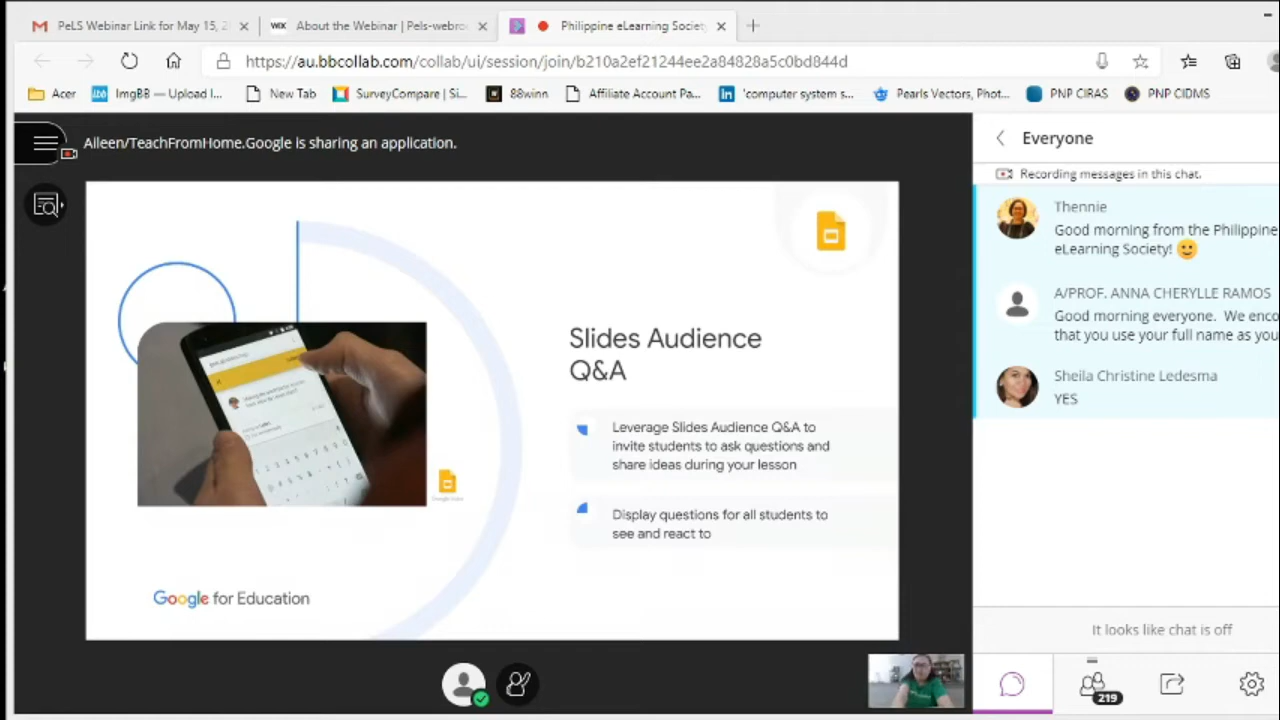 PeLS Webinar Link for May 15, 2
WIX About the Webinar | Pels-webro
Philippine eLearning Society
https://au.bbcollab.com/collab/ui/session/join/b210a2ef21244ee2a84828a5c0bd844d
Acer
ImgBB — Upload I...
New Tab
SurveyCompare | Si...
88winn
Affiliate Account Pa...
'computer system s...
Pearls Vectors, Phot...
PNP CIRAS
PNP CIDMS
Aileen/TeachFromHome.Google is sharing an application.
Slides Audience
Q&A
Leverage Slides Audience Q&A to
invite students to ask questions and
share ideas during your lesson
Display questions for all students to
see and react to
Google for Education
Everyone
Recording messages in this chat.
Thennie
Good morning from the Philippine
eLearning Society!
A/PROF. ANNA CHERYLLE RAMOS
Good morning everyone. We enco
that you use your full name as you
Sheila Christine Ledesma
YES
It looks like chat is off
219